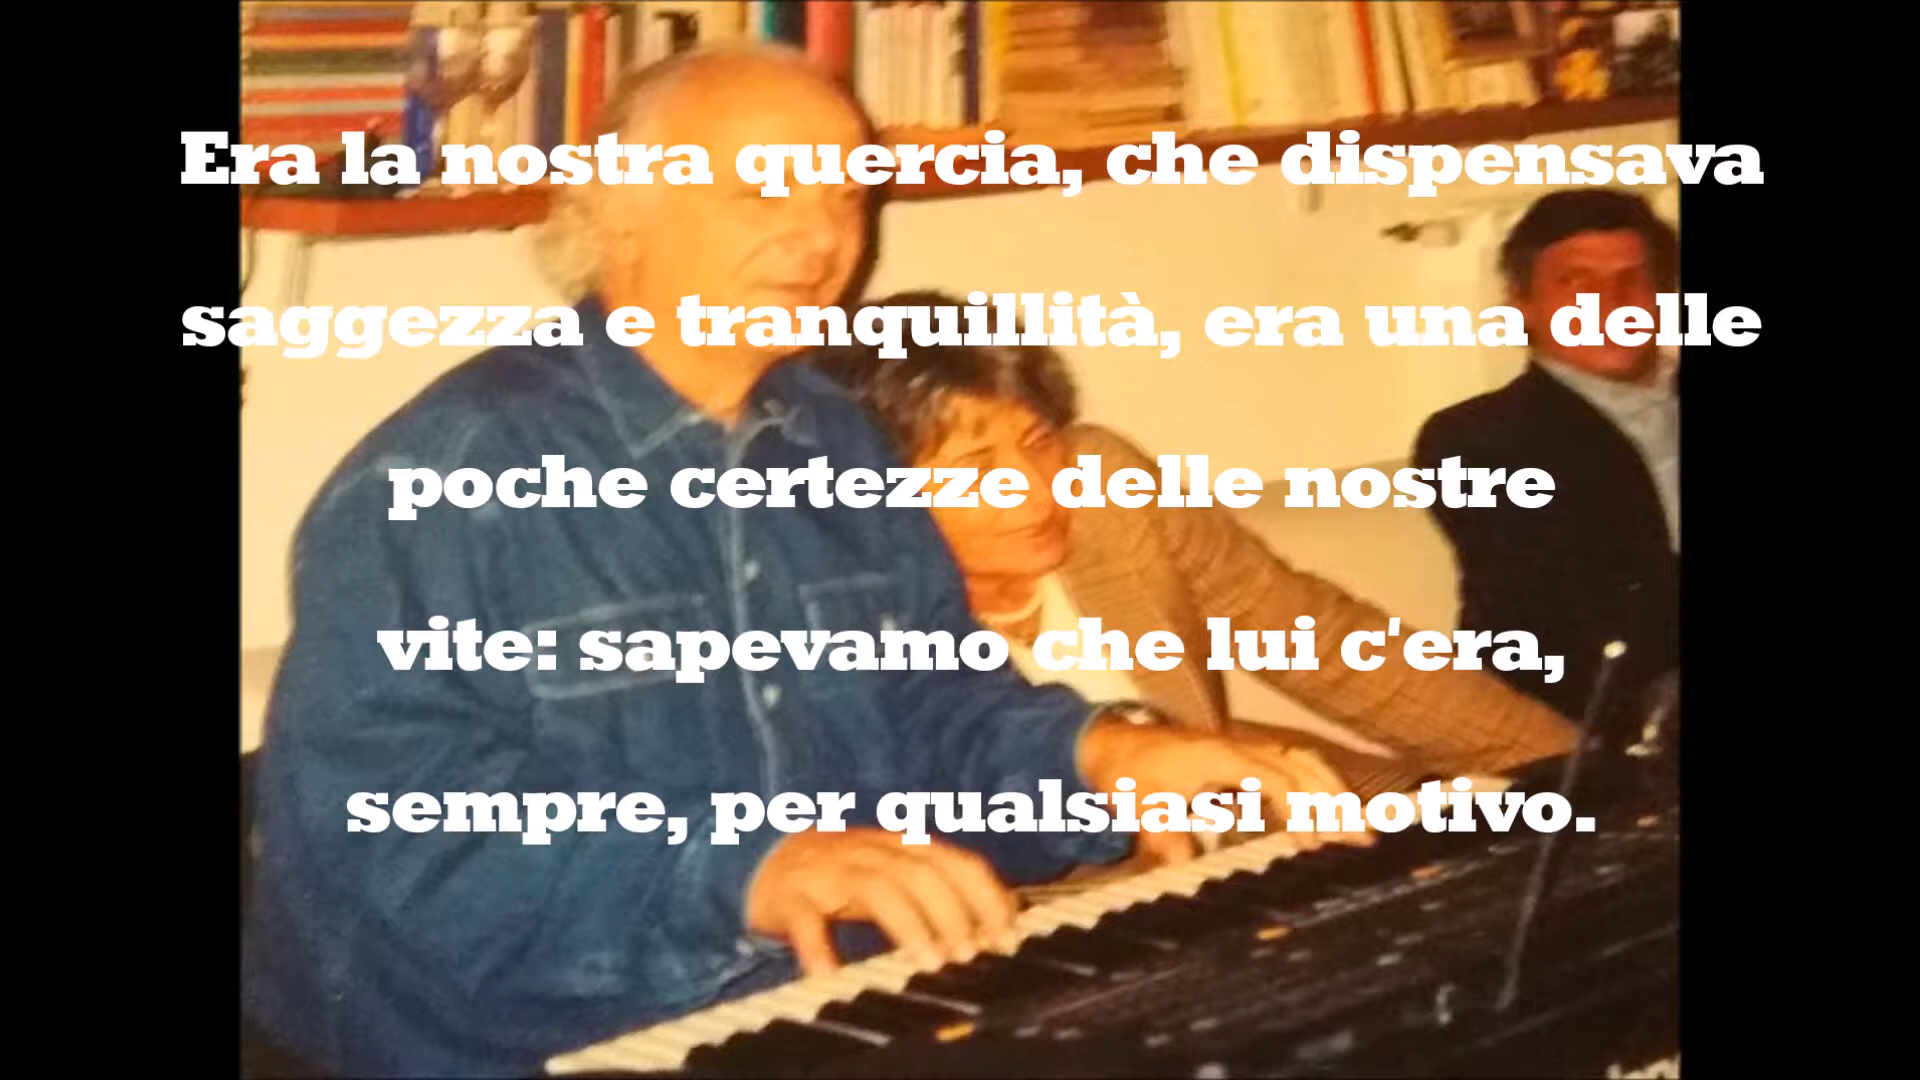 Era la nostra quercia, che dispensava
saggezza e tranquillità, era una delle
poche certezze delle nostre
vite: sapevamo che lui c'era,
sempre, per qualsiasi motivo.